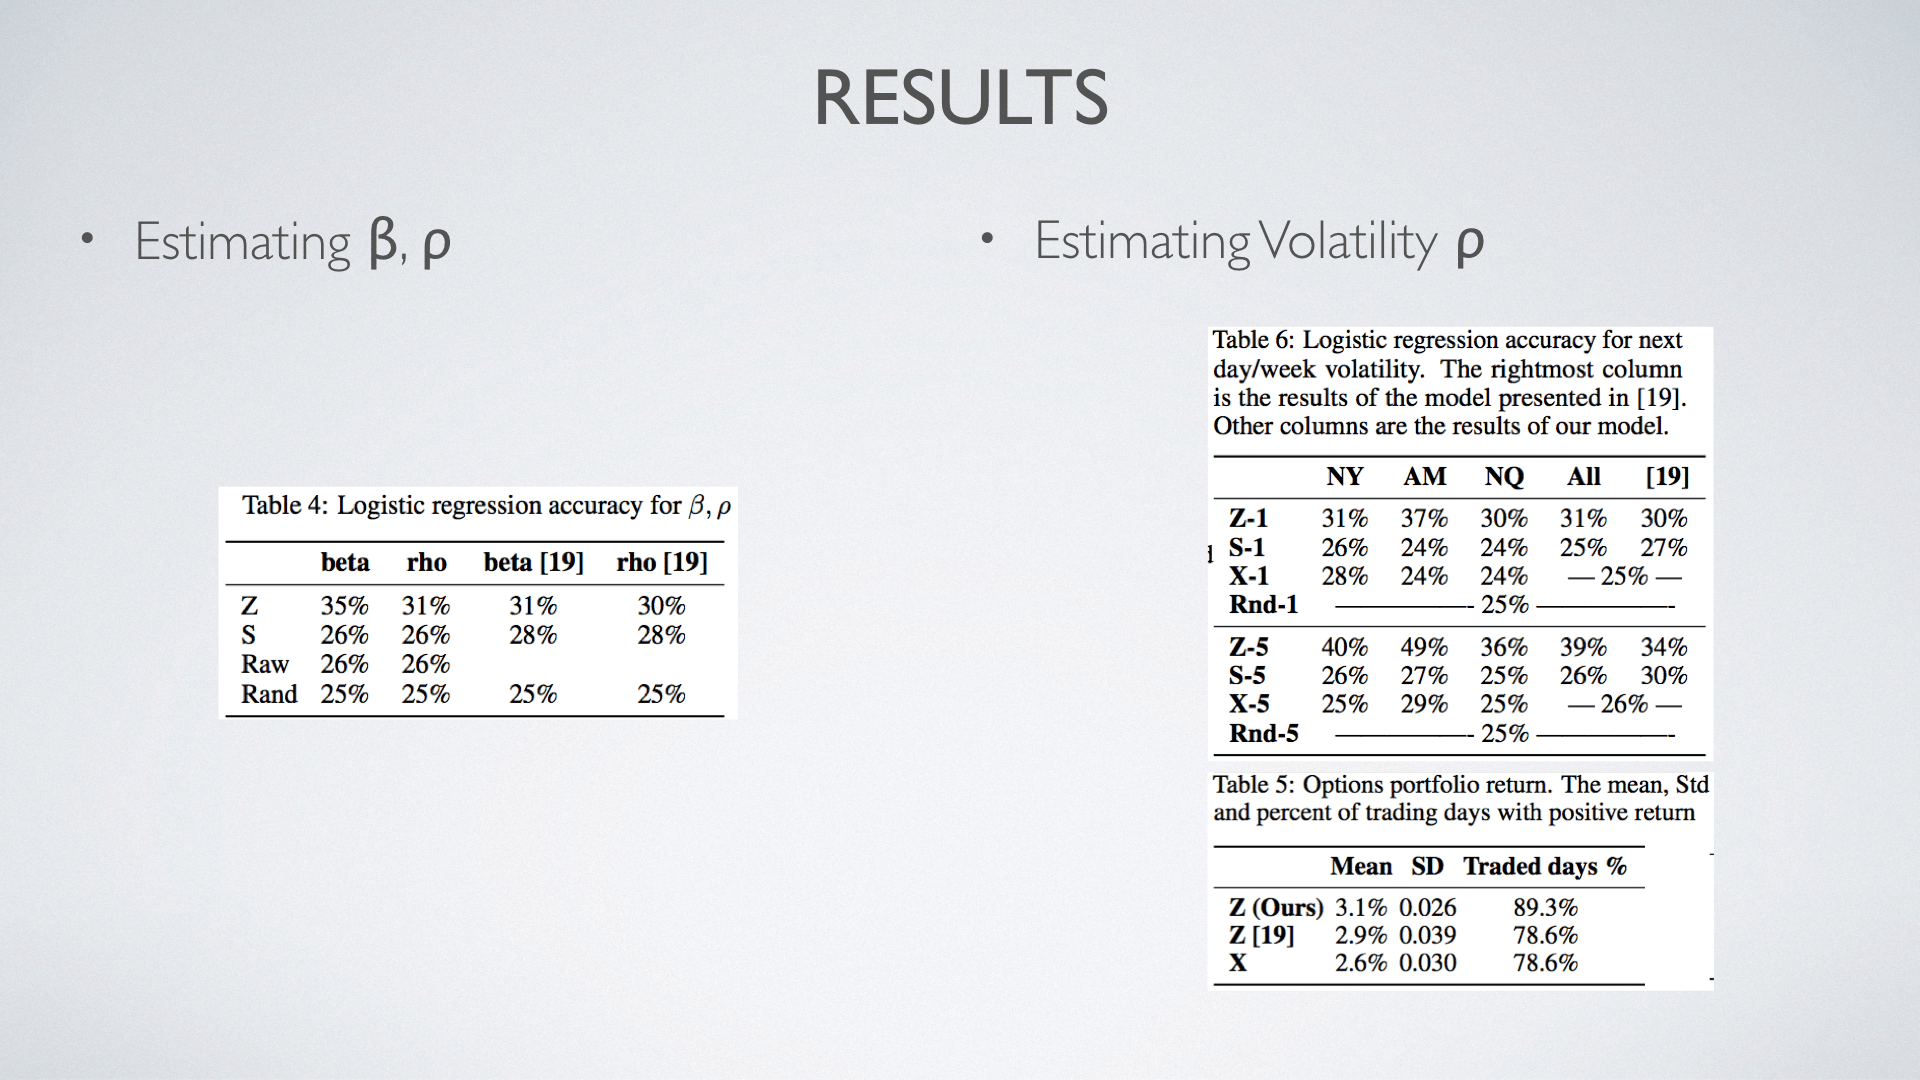 RESULTS
• Estimating β, ρ
Table 4: Logistic regression accuracy for β, ρ
beta rho beta [19] rho [19]
Z 35% 31% 31% 30%
S 26% 26% 28% 28%
Raw 26% 26%
Rand 25% 25% 25% 25%
• Estimating Volatility ρ
Table 6: Logistic regression accuracy for next
day/week volatility. The rightmost column
is the results of the model presented in [19].
Other columns are the results of our model.
NY AM NQ All [19]
Z-1 31% 37% 30% 31% 30%
S-1 26% 24% 24% 25% 27%
X-1 28% 24% 24% — 25% —
Rnd-1 —————- 25% —————-
Z-5 40% 49% 36% 39% 34%
S-5 26% 27% 25% 26% 30%
X-5 25% 29% 25% — 26% —
Rnd-5 —————- 25% —————-
Table 5: Options portfolio return. The mean, Std
and percent of trading days with positive return
Mean SD Traded days %
Z (Ours) 3.1% 0.026 89.3%
Z [19] 2.9% 0.039 78.6%
X 2.6% 0.030 78.6%